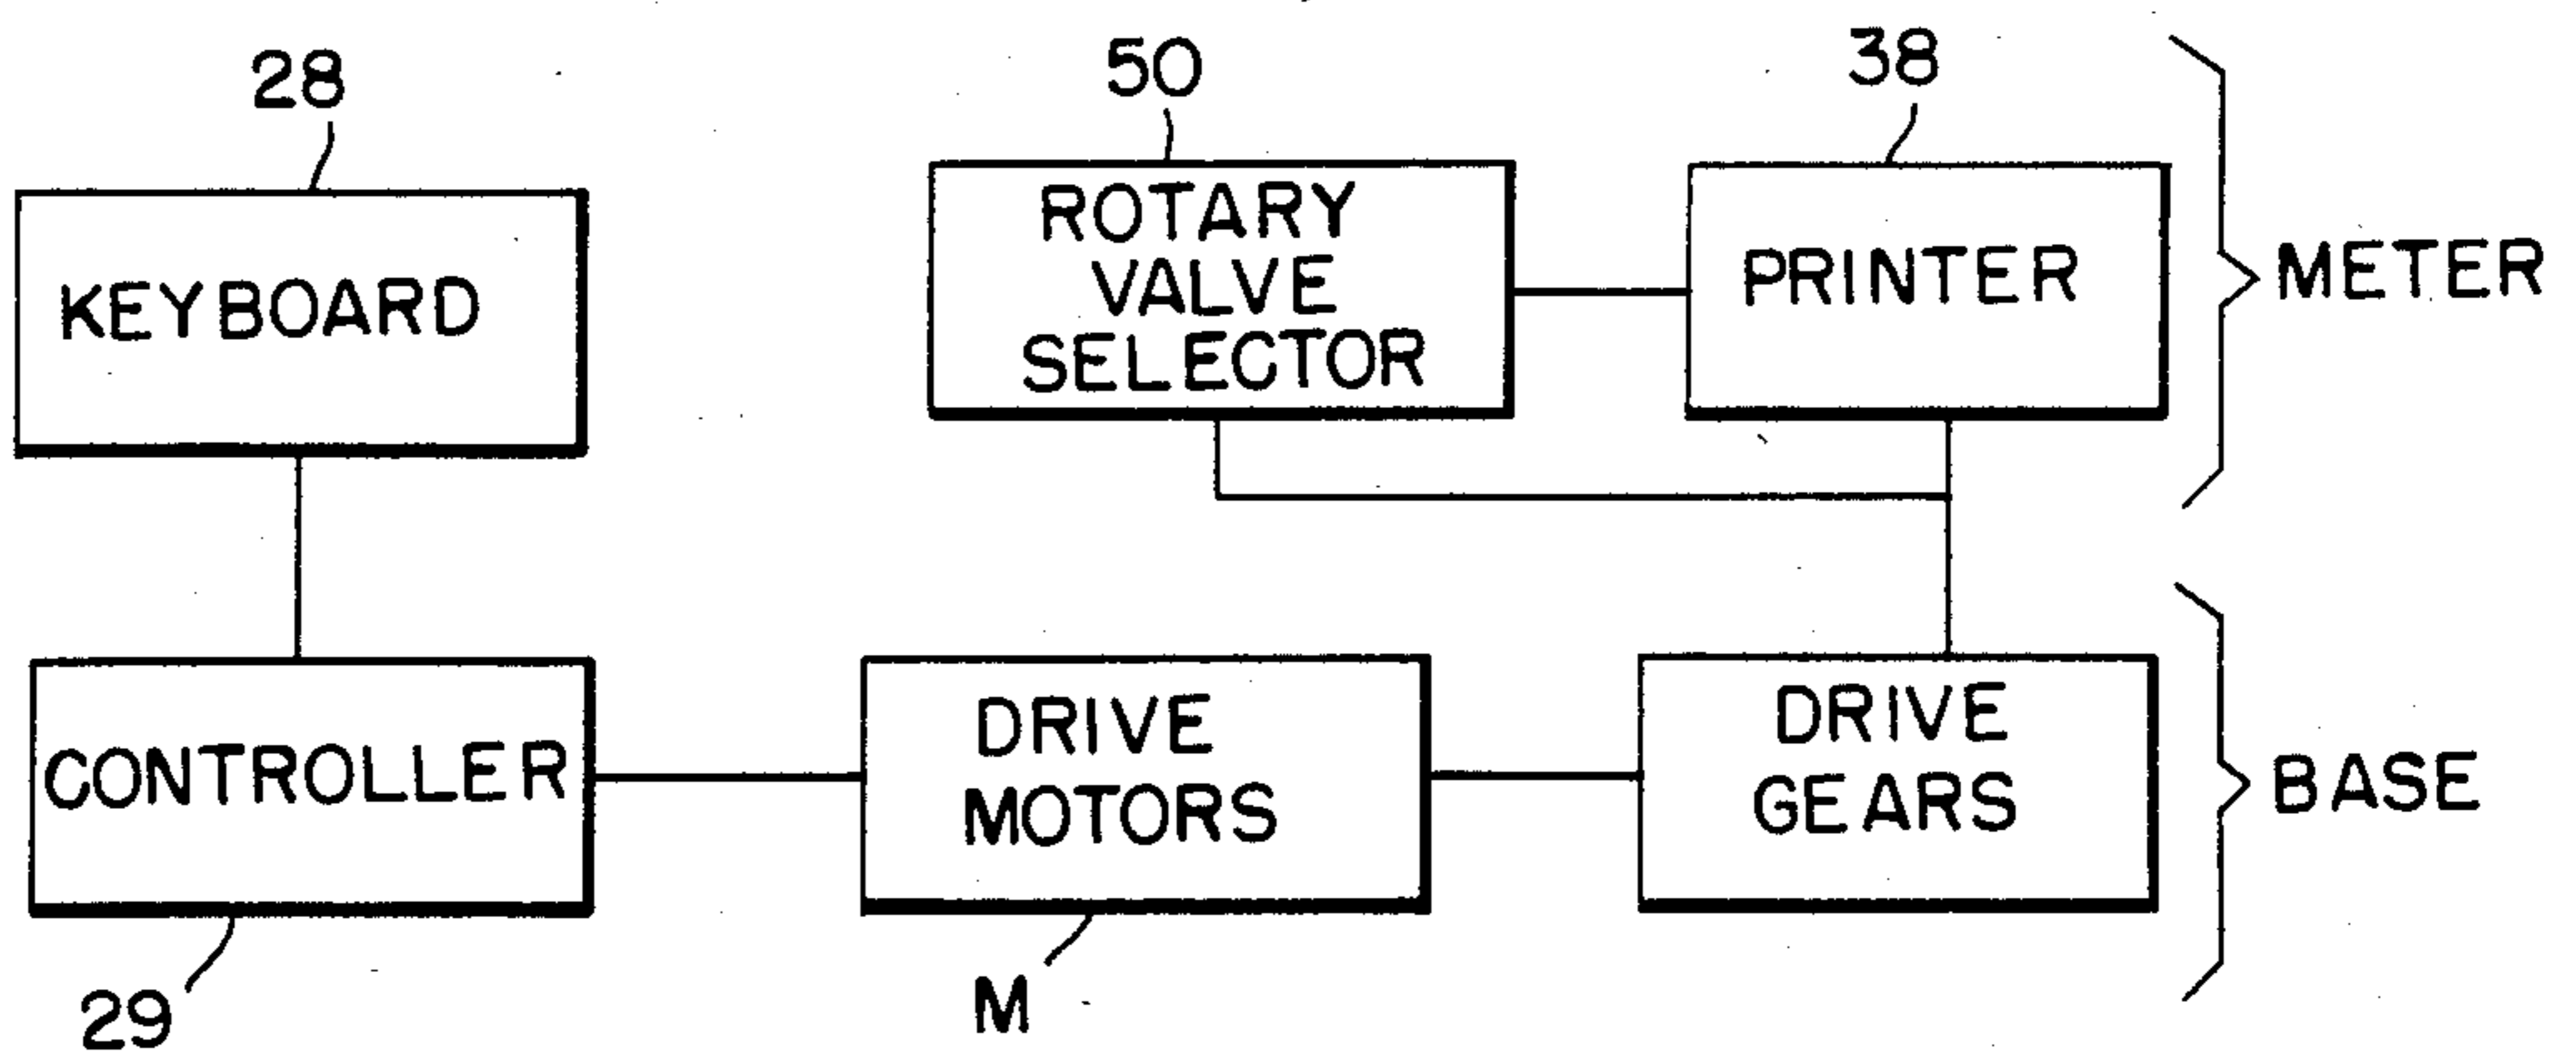 28
50
38
KEYBOARD
ROTARY
VALVE
SELECTOR
PRINTER
METER
CONTROLLER
DRIVE
MOTORS
DRIVE
GEARS
BASE
29
M